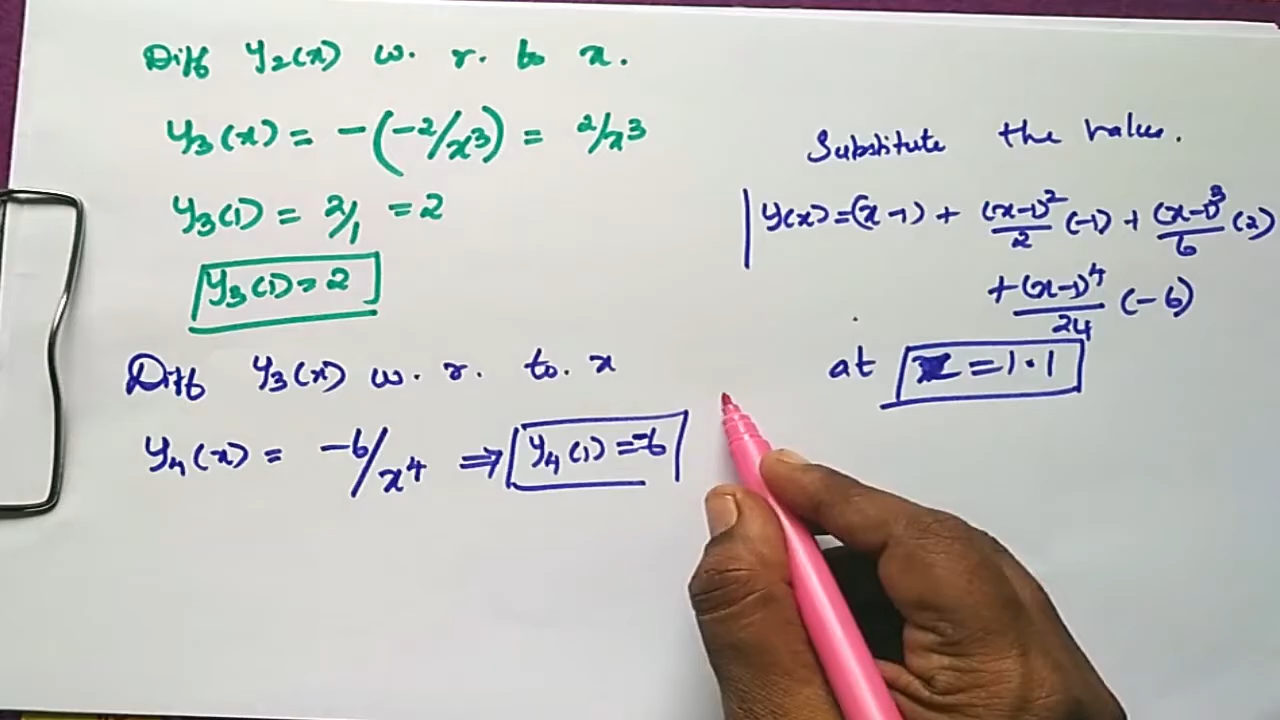 Diff y₂(x) w. r. to x.
y₃(x) = -(-2/x³) = 2/x³
y₃(1) = 2/1 = 2
y₃(1) = 2
Diff y₃(x) w. r. to. x
y₄(x) = -6/x⁴ ⇒ y₄(1) = -6
Substitute the value.
y(x) = (x-1) + (x-1)²/2 (-1) + (x-1)³/6 (2)
+ (x-1)⁴/24 (-6)
at x = 1.1